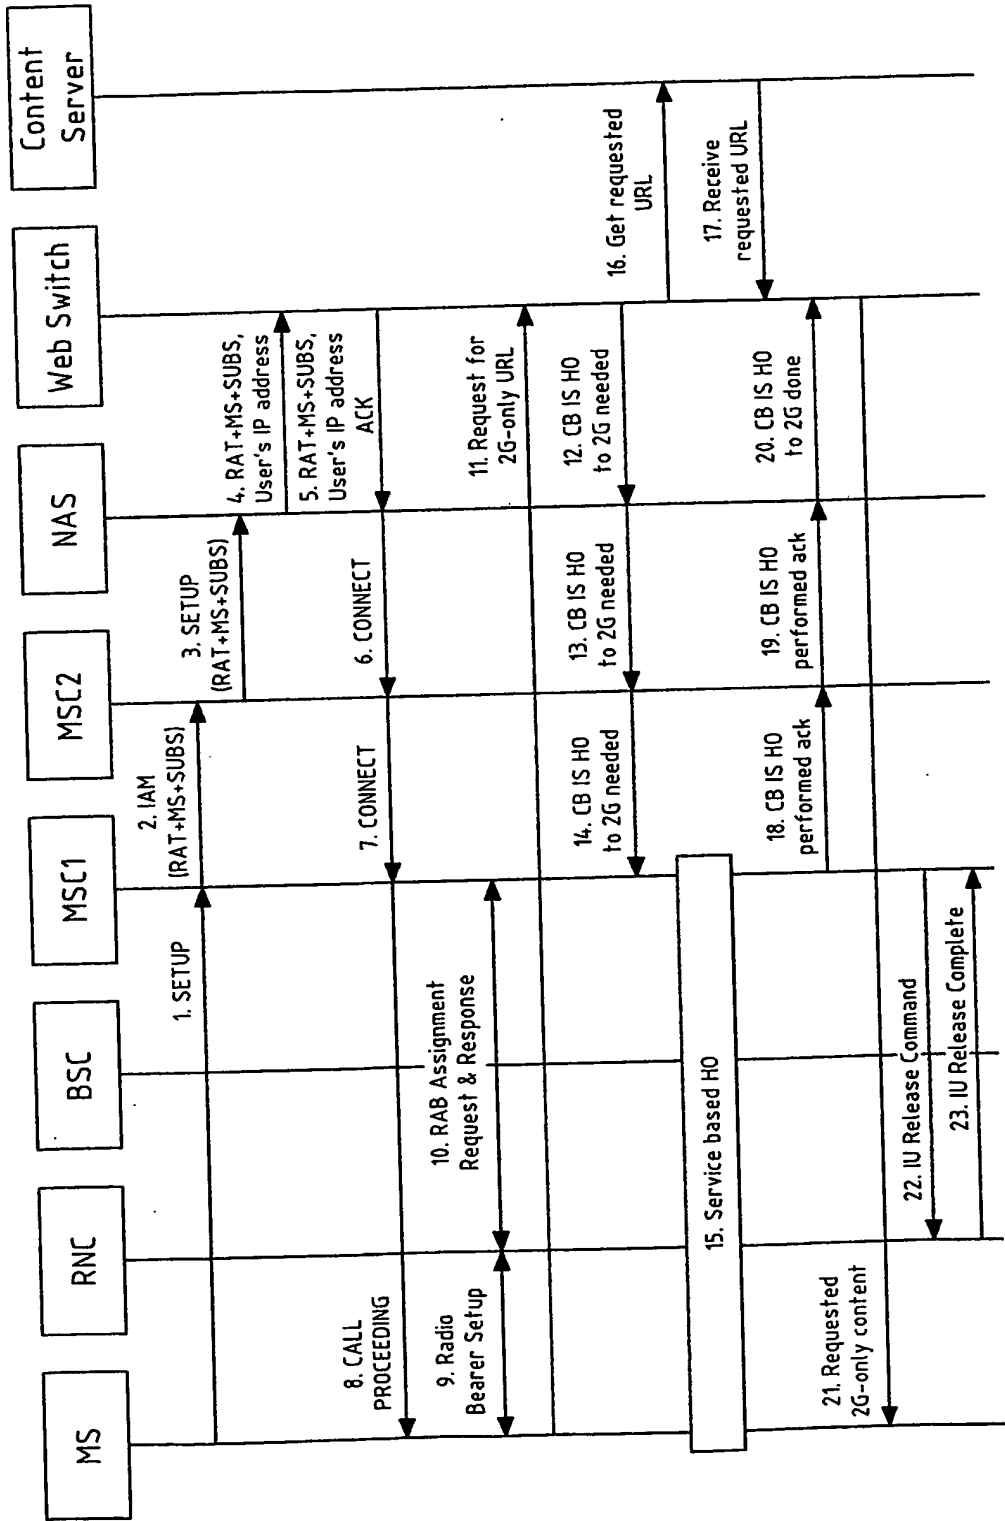 MS
RNC
BSC
MSC1
MSC2
NAS
Web Switch
Content
Server
1. SETUP
2. IAM
(RAT+MS+SUBS)
3. SETUP
(RAT+MS+SUBS)
4. RAT+MS+SUBS,
User's IP address
5. RAT+MS+SUBS,
User's IP address
ACK
6. CONNECT
7. CONNECT
8. CALL
PROCEEDING
9. Radio
Bearer Setup
10. RAB Assignment
Request & Response
11. Request for
2G-only URL
12. CB IS HO
to 2G needed
13. CB IS HO
to 2G needed
14. CB IS HO
to 2G needed
15. Service based HO
16. Get requested
URL
17. Receive
requested URL
18. CB IS HO
performed ack
19. CB IS HO
performed ack
20. CB IS HO
to 2G done
21. Requested
2G-only content
22. IU Release Command
23. IU Release Complete